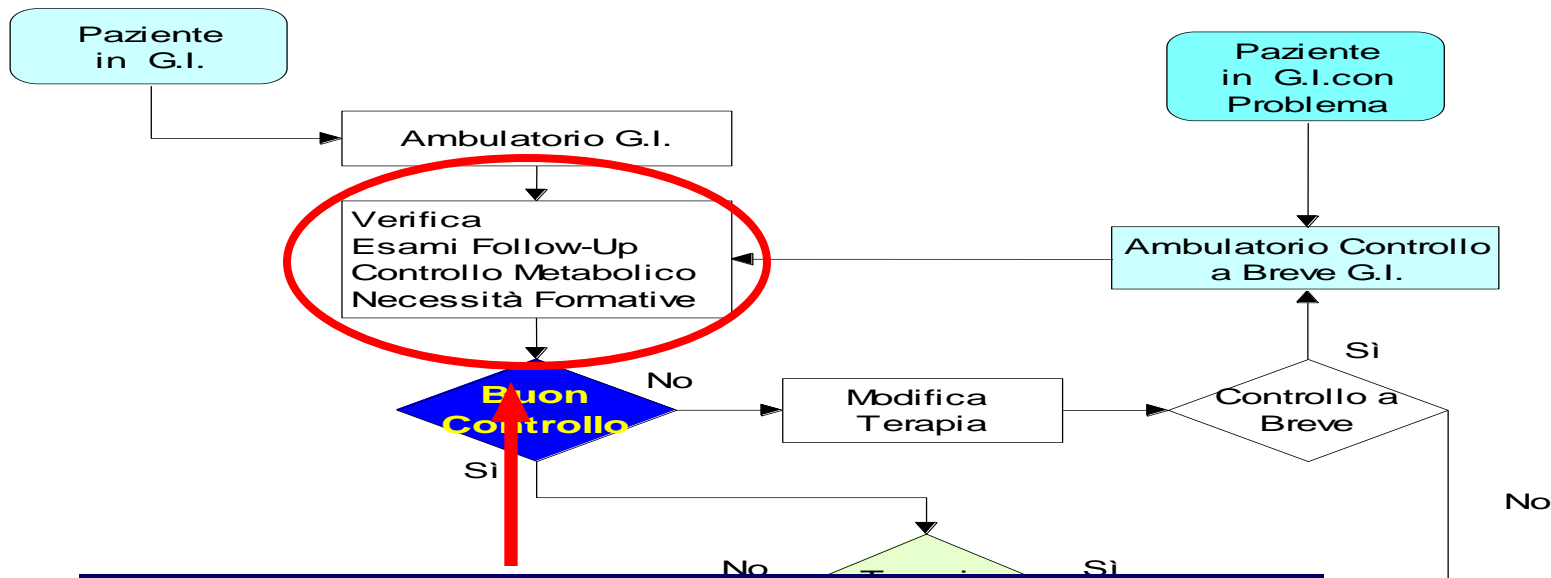 Paziente
in G.I.
Paziente
in G.I.con
Problema
Ambulatorio G.I.
Verifica
Esami Follow-Up
Controllo Metabolico
Necessità Formative
Ambulatorio Controllo
a Breve G.I.
Buon
Controllo
No
Modifica
Terapia
Controllo a
Breve
Sì
Sì
No
No
Sì